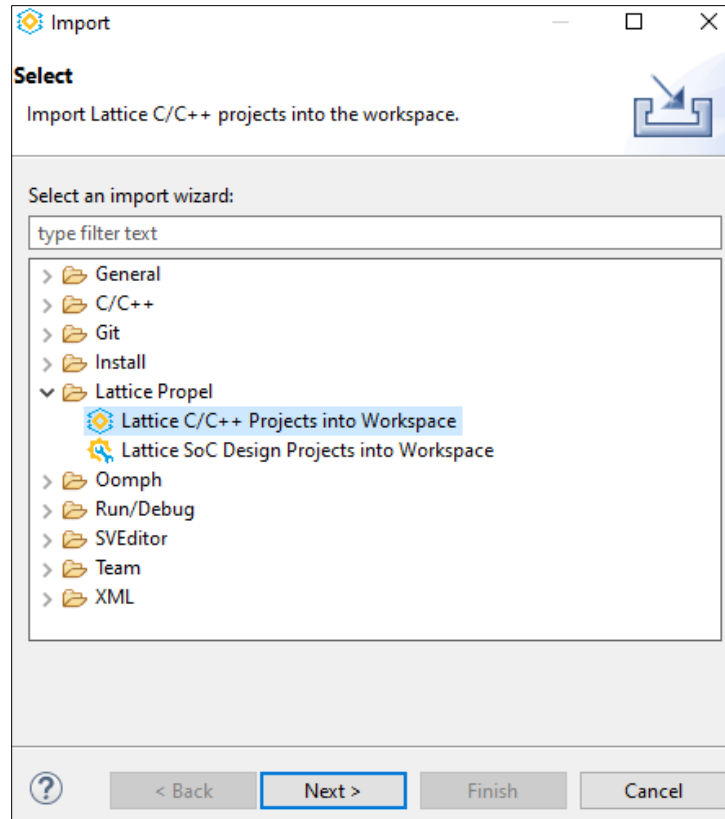 Import
Select
Import Lattice C/C++ projects into the workspace.
Select an import wizard:
type filter text
General
C/C++
Git
Install
Lattice Propel
Lattice C/C++ Projects into Workspace
Lattice SoC Design Projects into Workspace
Oomph
Run/Debug
SVEditor
Team
XML
? < Back Next > Finish Cancel